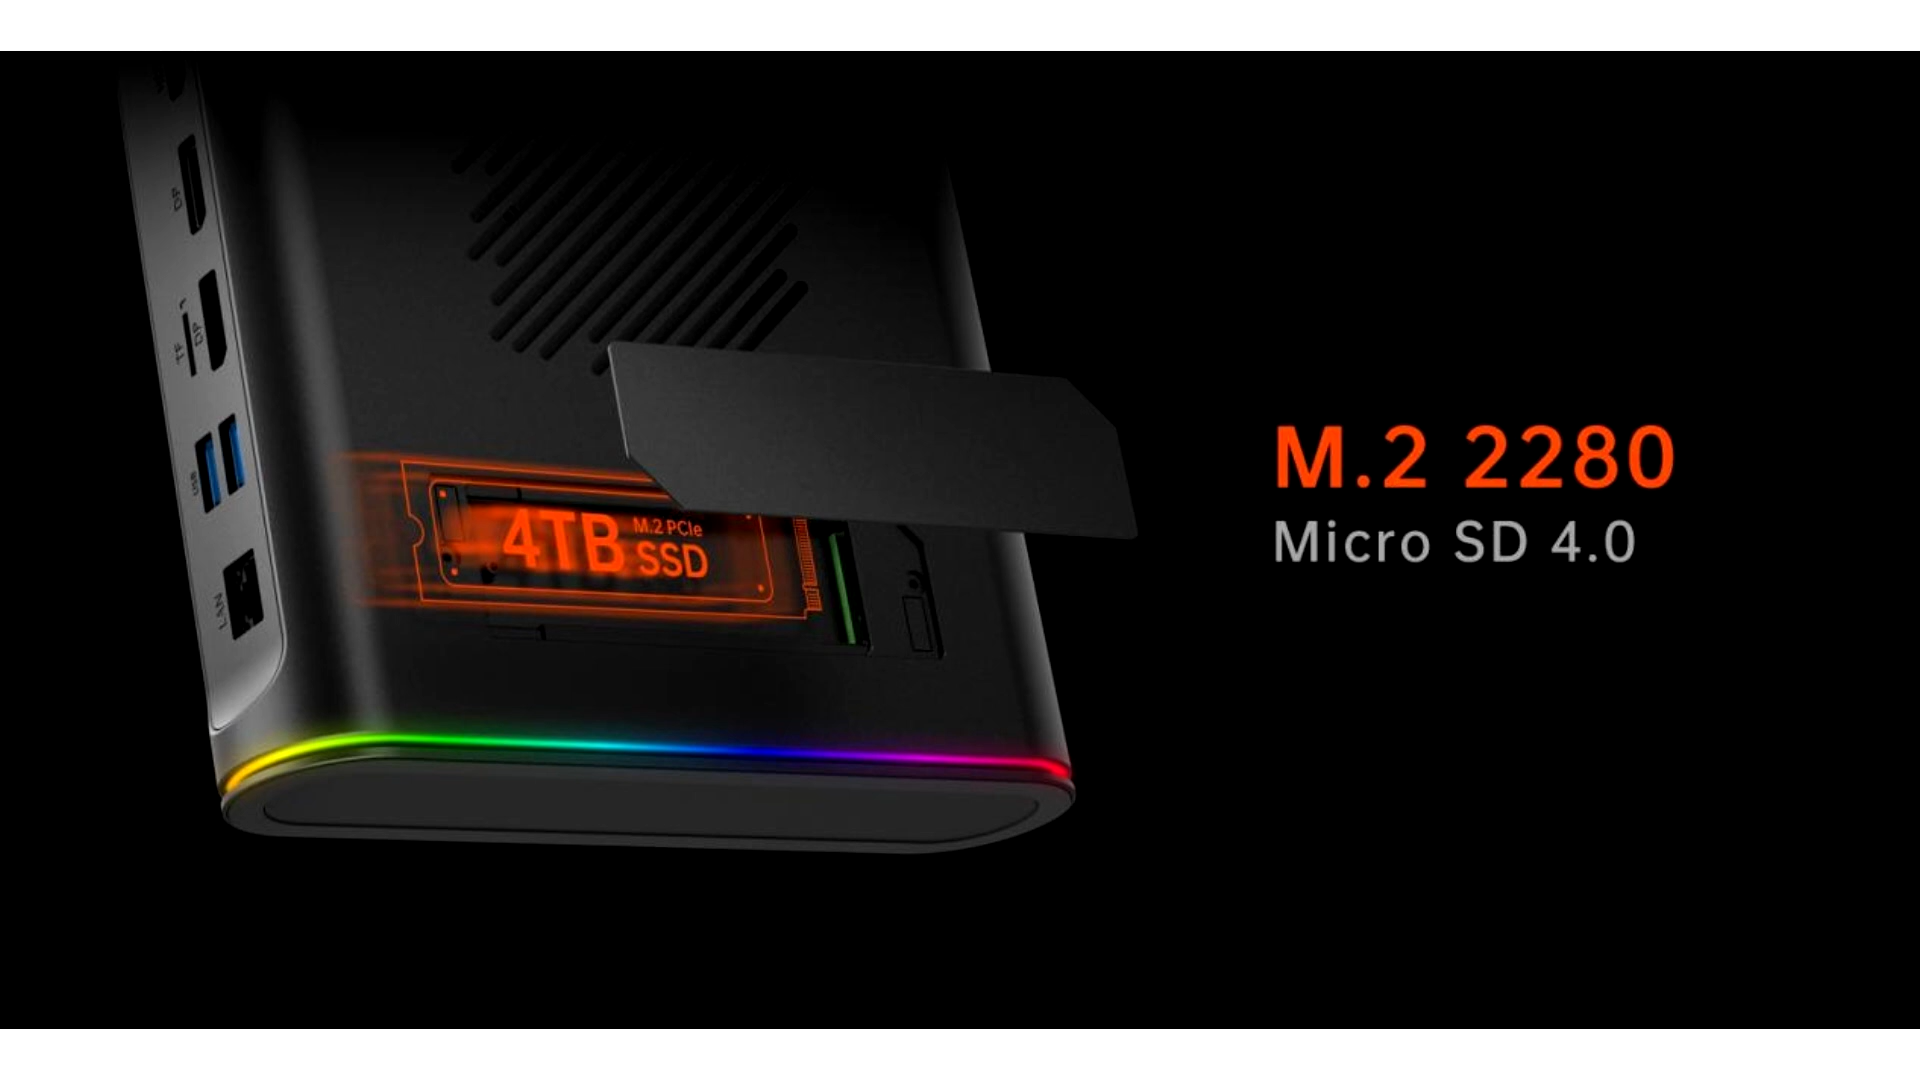 DP
TF
DP
USB
LAN
4TB
M.2 PCIe
SSD
M.2 2280
Micro SD 4.0